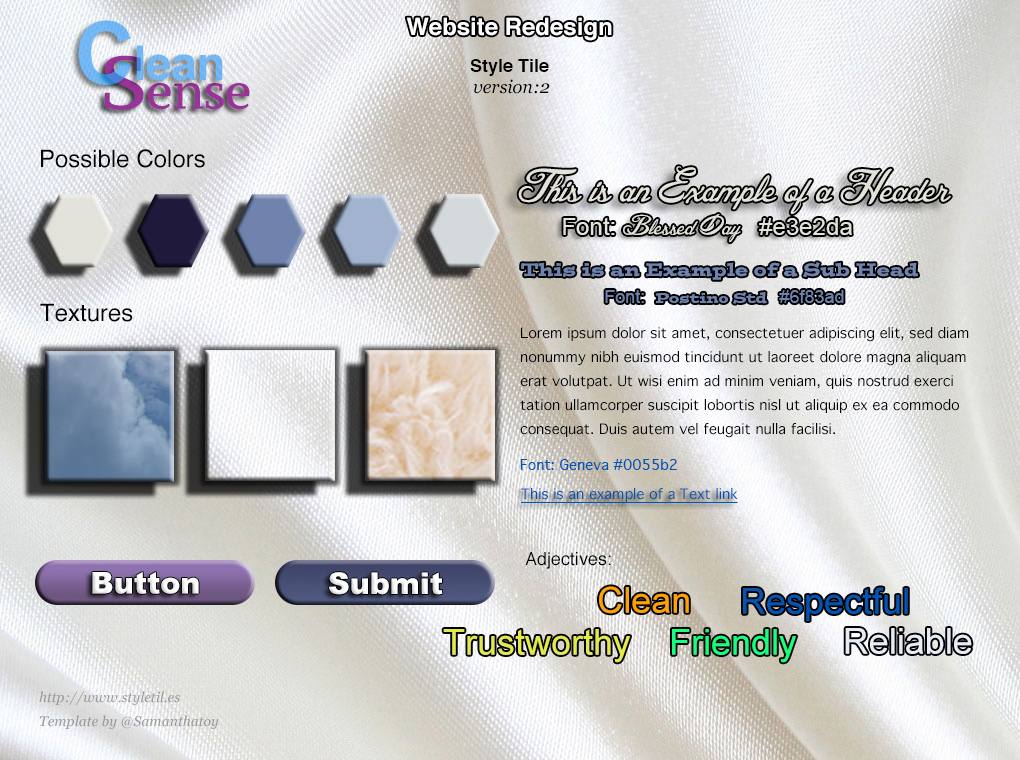 Website Redesign
Clean
Sense
Style Tile
version:2
Possible Colors
This is an Example of a Header
Font: Blessed Day #e3e2da
This is an Example of a Sub Head
Font: Postino Std #6f83ad
Textures
Lorem ipsum dolor sit amet, consectetuer adipiscing elit, sed diam
nonummy nibh euismod tincidunt ut laoreet dolore magna aliquam
erat volutpat. Ut wisi enim ad minim veniam, quis nostrud exerci
tation ullamcorper suscipit lobortis nisl ut aliquip ex ea commodo
consequat. Duis autem vel feugait nulla facilisi.
Font: Geneva #0055b2
This is an example of a Text link
Button
Submit
Adjectives:
Clean Respectful
Trustworthy Friendly Reliable
http://www.styletil.es
Template by @Samanthatoy